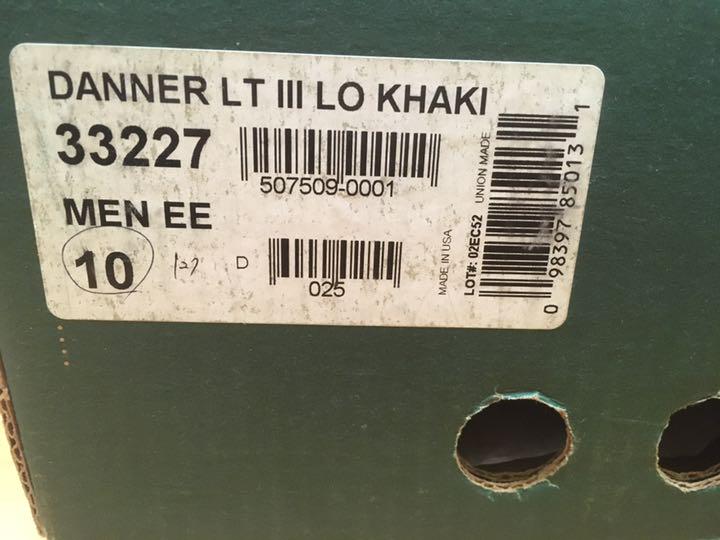 DANNER LT III LO KHAKI
33227
507509-0001
MEN EE
10
D
025
MADE IN USA
LOT#: 02EC52 UNION MADE
0 98397 85013 1